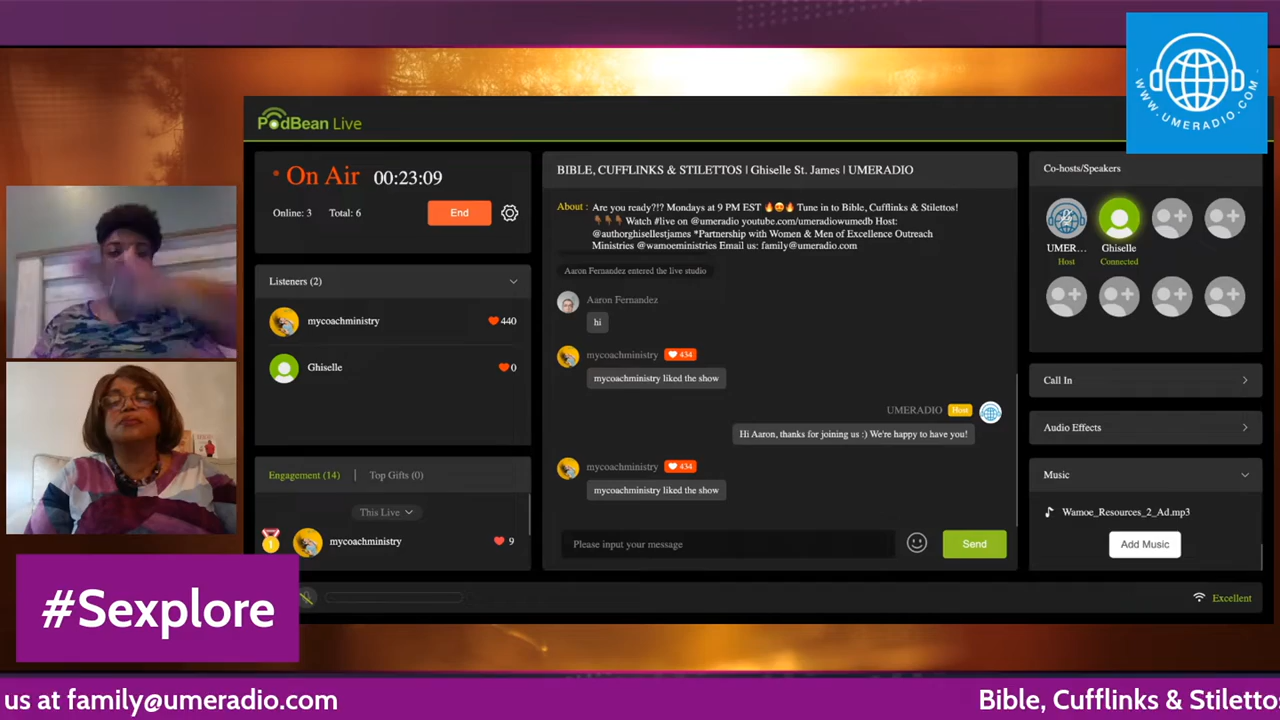 WWW.UMERADIO.COM
PodBean Live
On Air 00:23:09
Online: 3 Total: 6
End
Listeners (2)
mycoachministry
440
Ghiselle
0
Engagement (14) | Top Gifts (0)
This Live
1
mycoachministry
9
BIBLE, CUFFLINKS & STILETTOS | Ghiselle St. James | UMERADIO
About : Are you ready?!? Mondays at 9 PM EST 🔥😍🔥 Tune in to Bible, Cufflinks & Stilettos!
👇🏾👇🏾👇🏾 Watch #live on @umeradio youtube.com/umeradiowumedb Host:
@authorghisellestjames *Partnership with Women & Men of Excellence Outreach
Ministries @wamoeministries Email us: family@umeradio.com
Aaron Fernandez entered the live studio
Aaron Fernandez
hi
mycoachministry 434
mycoachministry liked the show
UMERADIO Host
Hi Aaron, thanks for joining us :) We're happy to have you!
mycoachministry 434
mycoachministry liked the show
Please input your message
Send
Co-hosts/Speakers
UMER... Ghiselle
Host Connected
Call In
Audio Effects
Music
Wamoe_Resources_2_Ad.mp3
Add Music
Excellent
#Sexplore
us at family@umeradio.com
Bible, Cufflinks & Stilettos